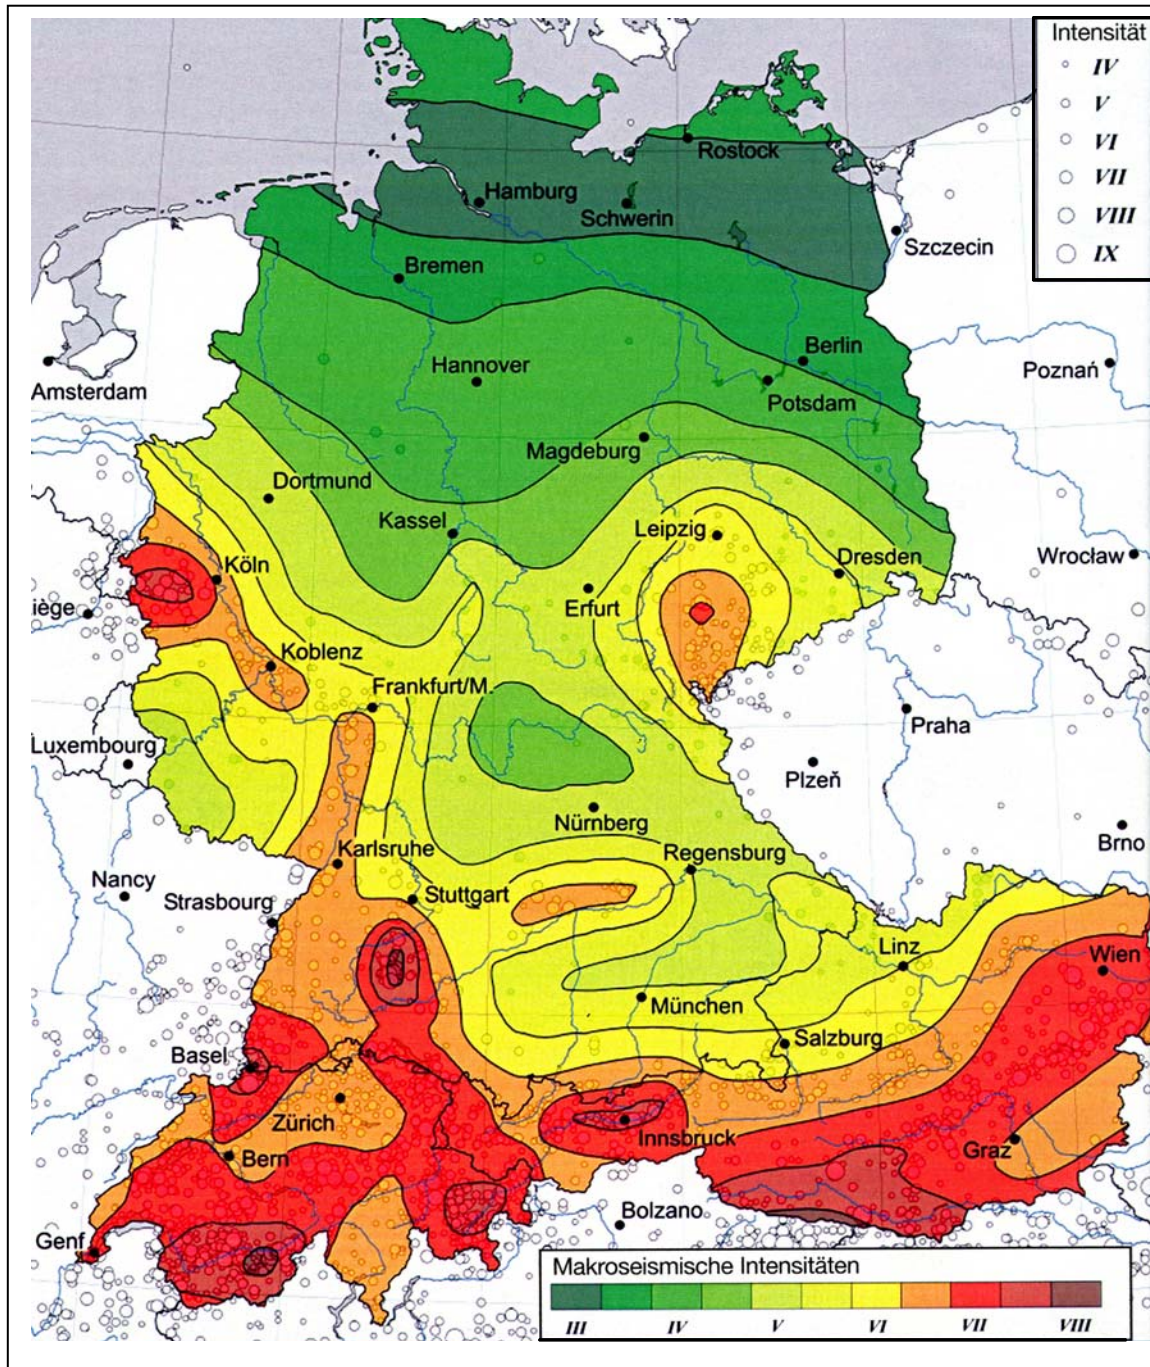 Intensität
IV
V
VI
VII
VIII
IX
Rostock
Hamburg
Schwerin
Szczecin
Bremen
Berlin
Hannover
Poznań
Amsterdam
Potsdam
Magdeburg
Dortmund
Kassel
Leipzig
Dresden
Wrocław
Köln
iège
Erfurt
Koblenz
Frankfurt/M.
Praha
Luxembourg
Plzeň
Nürnberg
Brno
Karlsruhe
Regensburg
Nancy
Stuttgart
Strasbourg
Linz
Wien
München
Salzburg
Basel
Zürich
Innsbruck
Graz
Bern
Bolzano
Genf
Makroseismische Intensitäten
III IV V VI VII VIII